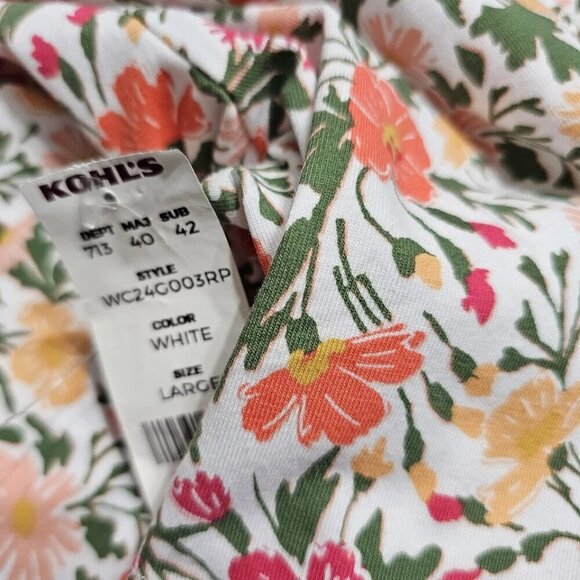 KOHL'S
DEPT MAJ SUB
713 40 42
STYLE
WC24G003RP
COLOR
WHITE
SIZE
LARGE